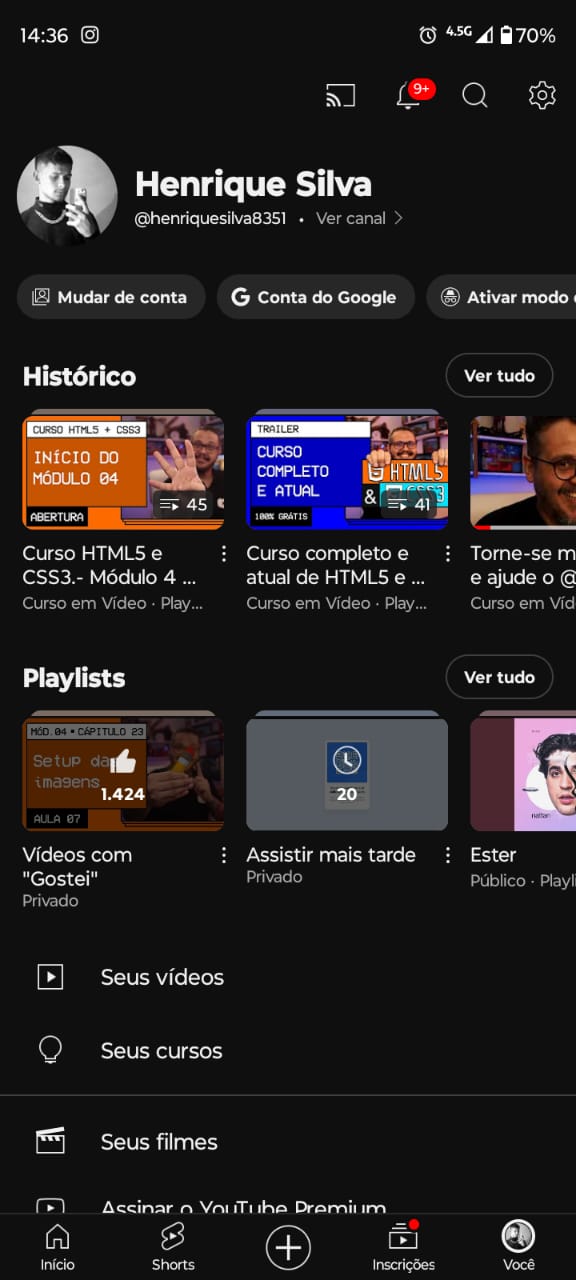 14:36
4.5G
70%
9+
Henrique Silva
@henriquesilva8351 • Ver canal
Mudar de conta
G Conta do Google
Ativar modo
Histórico
Ver tudo
CURSO HTML5 + CSS3
INÍCIO DO
MÓDULO 04
ABERTURA
45
TRAILER
CURSO
COMPLETO
E ATUAL
100% GRÁTIS
HTML5
& CSS3
41
Curso HTML5 e
CSS3.- Módulo 4 ...
Curso em Vídeo · Play...
Curso completo e
atual de HTML5 e ...
Curso em Vídeo · Play...
Torne-se m
e ajude o @
Curso em Víd
Playlists
Ver tudo
MÓD.04 • CAPÍTULO 23
Setup da
imagens
AULA 07
1.424
20
nattan
Vídeos com
"Gostei"
Privado
Assistir mais tarde
Privado
Ester
Público · Playli
Seus vídeos
Seus cursos
Seus filmes
Assinar o YouTube Premium
Início
Shorts
Inscrições
Você